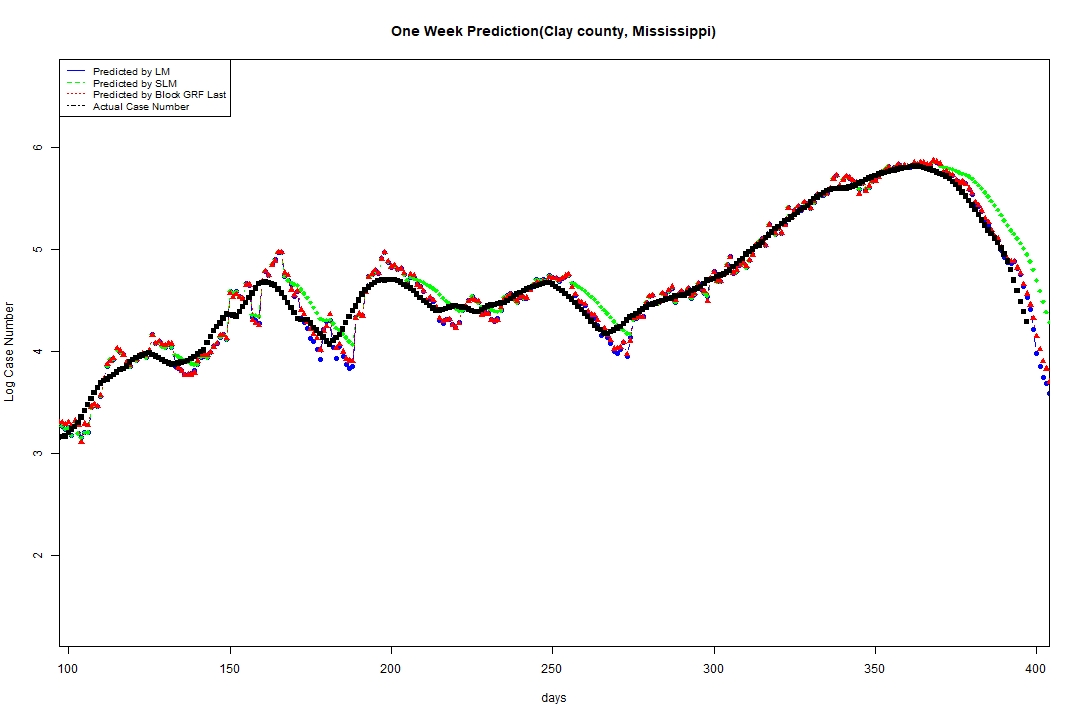 One Week Prediction(Clay county, Mississippi)
Predicted by LM
Predicted by SLM
Predicted by Block GRF Last
Actual Case Number
Log Case Number
6
5
4
3
2
100 150 200 250 300 350 400
days